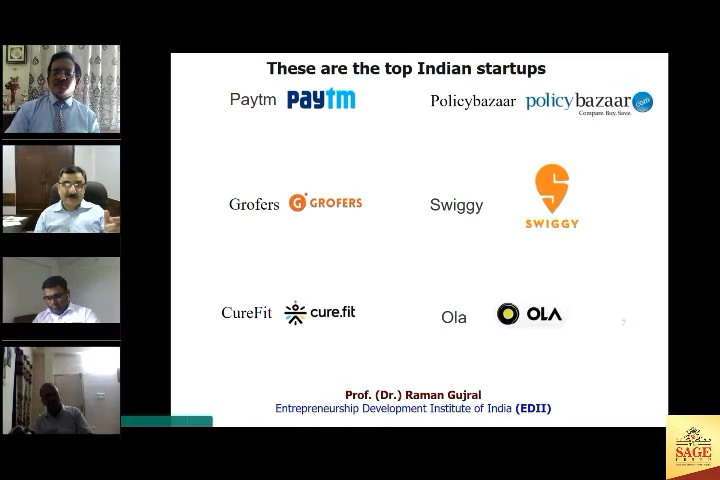 These are the top Indian startups
Paytm paytm
Policybazaar policybazaar.com
Compare. Buy. Save.
Grofers G GROFERS
Swiggy
SWIGGY
CureFit cure.fit
Ola OLA
7
Prof. (Dr.) Raman Gujral
Entrepreneurship Development Institute of India (EDII)
SAGE